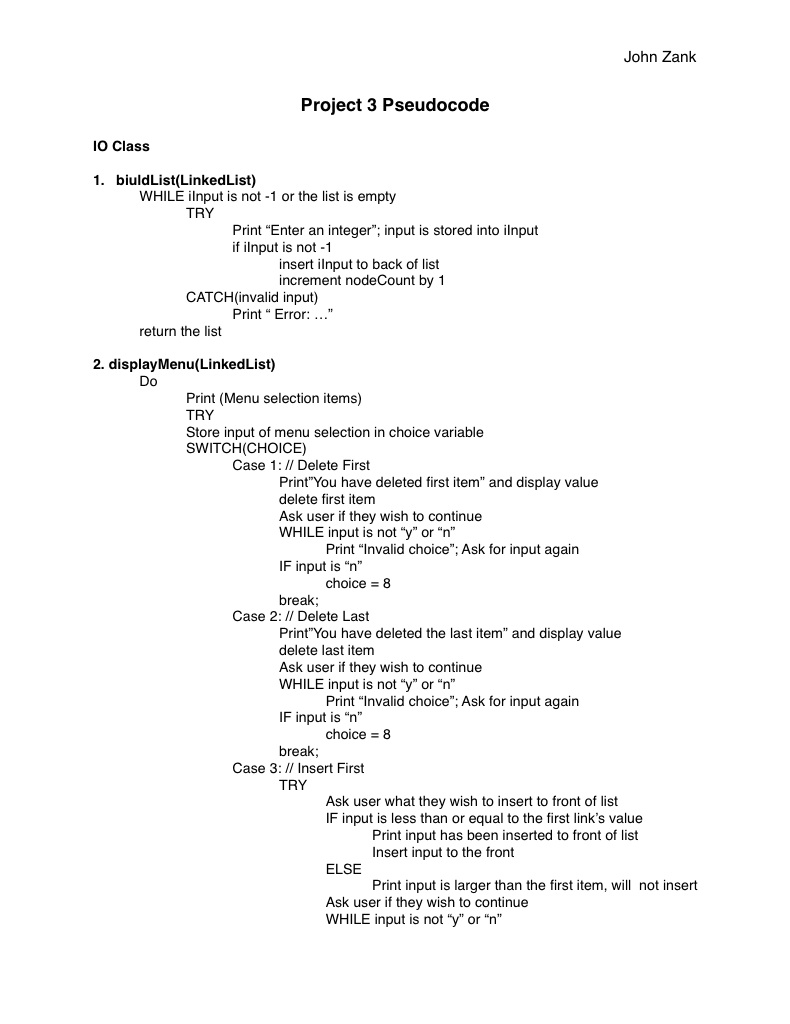 John Zank
Project 3 Pseudocode
IO Class
1. biuldList(LinkedList)
WHILE iInput is not -1 or the list is empty
TRY
Print “Enter an integer”; input is stored into iInput
if iInput is not -1
insert iInput to back of list
increment nodeCount by 1
CATCH(invalid input)
Print “ Error: …”
return the list
2. displayMenu(LinkedList)
Do
Print (Menu selection items)
TRY
Store input of menu selection in choice variable
SWITCH(CHOICE)
Case 1: // Delete First
Print”You have deleted first item” and display value
delete first item
Ask user if they wish to continue
WHILE input is not “y” or “n”
Print “Invalid choice”; Ask for input again
IF input is “n”
choice = 8
break;
Case 2: // Delete Last
Print”You have deleted the last item” and display value
delete last item
Ask user if they wish to continue
WHILE input is not “y” or “n”
Print “Invalid choice”; Ask for input again
IF input is “n”
choice = 8
break;
Case 3: // Insert First
TRY
Ask user what they wish to insert to front of list
IF input is less than or equal to the first link’s value
Print input has been inserted to front of list
Insert input to the front
ELSE
Print input is larger than the first item, will  not insert
Ask user if they wish to continue
WHILE input is not “y” or “n”